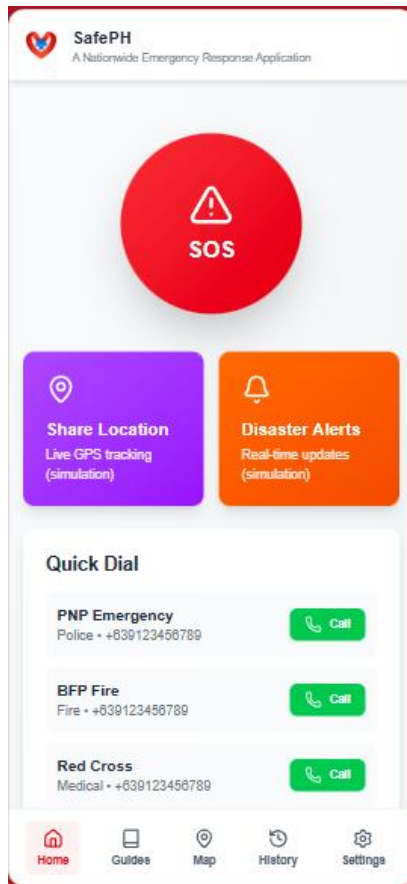 SafePH
A Nationwide Emergency Response Application
SOS
Share Location
Live GPS tracking
(simulation)
Disaster Alerts
Real-time updates
(simulation)
Quick Dial
PNP Emergency
Police • +639123456789
Call
BFP Fire
Fire • +639123456789
Call
Red Cross
Medical • +639123456789
Call
Home
Guides
Map
History
Settings